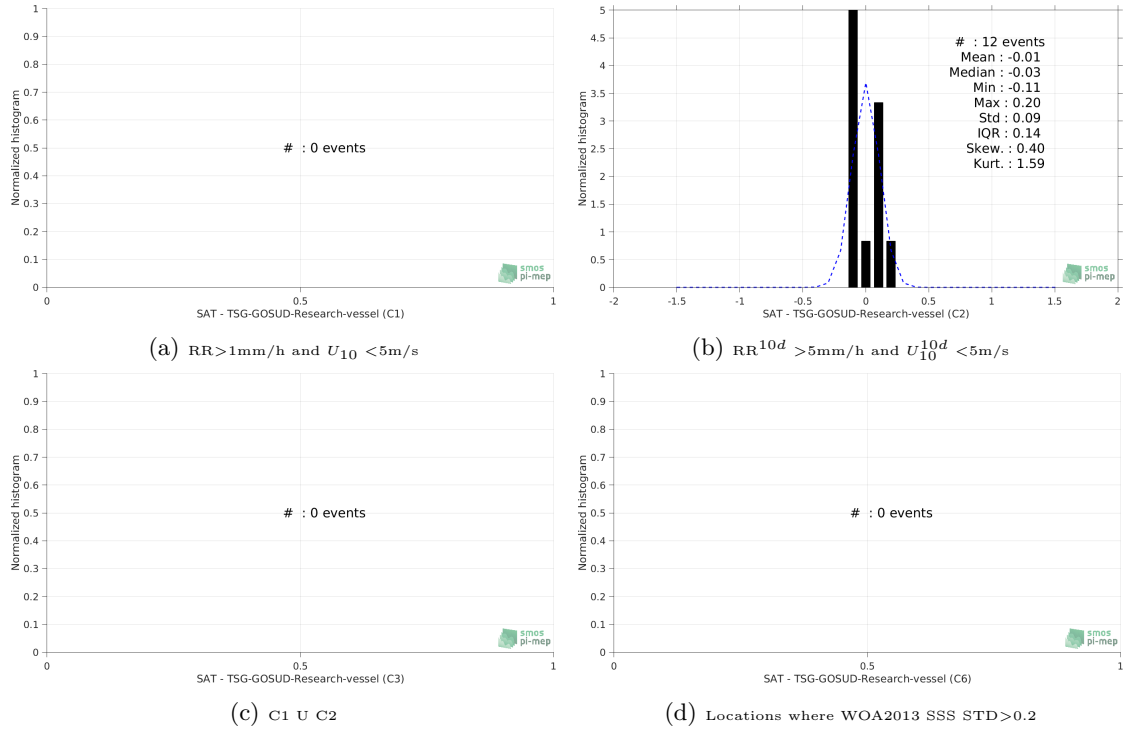 1
0.9
0.8
0.7
0.6
0.5
0.4
0.3
0.2
0.1
0
Normalized histogram
# : 0 events
smos
pi-mep
0 0.5 1
SAT - TSG-GOSUD-Research-vessel (C1)
(a) RR>1mm/h and U10 <5m/s
5
4.5
4
3.5
3
2.5
2
1.5
1
0.5
0
Normalized histogram
# : 12 events
Mean : -0.01
Median : -0.03
Min : -0.11
Max : 0.20
Std : 0.09
IQR : 0.14
Skew. : 0.40
Kurt. : 1.59
smos
pi-mep
-2 -1.5 -1 -0.5 0 0.5 1 1.5 2
SAT - TSG-GOSUD-Research-vessel (C2)
(b) RR10d >5mm/h and U10d10 <5m/s
1
0.9
0.8
0.7
0.6
0.5
0.4
0.3
0.2
0.1
0
Normalized histogram
# : 0 events
smos
pi-mep
0 0.5 1
SAT - TSG-GOSUD-Research-vessel (C3)
(c) C1 U C2
1
0.9
0.8
0.7
0.6
0.5
0.4
0.3
0.2
0.1
0
Normalized histogram
# : 0 events
smos
pi-mep
0 0.5 1
SAT - TSG-GOSUD-Research-vessel (C6)
(d) Locations where WOA2013 SSS STD>0.2